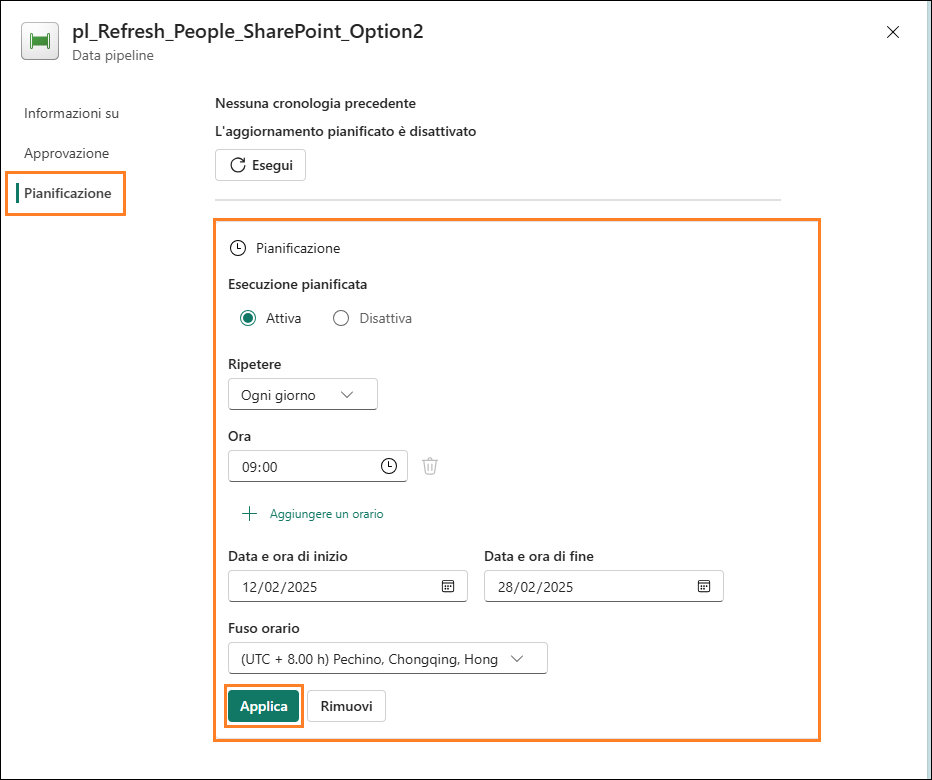 pl_Refresh_People_SharePoint_Option2
Data pipeline
Informazioni su
Approvazione
Pianificazione
Nessuna cronologia precedente
L'aggiornamento pianificato è disattivato
Esegui
Pianificazione
Esecuzione pianificata
Attiva Disattiva
Ripetere
Ogni giorno
Ora
09:00
Aggiungere un orario
Data e ora di inizio Data e ora di fine
12/02/2025 28/02/2025
Fuso orario
(UTC + 8.00 h) Pechino, Chongqing, Hong
Applica Rimuovi